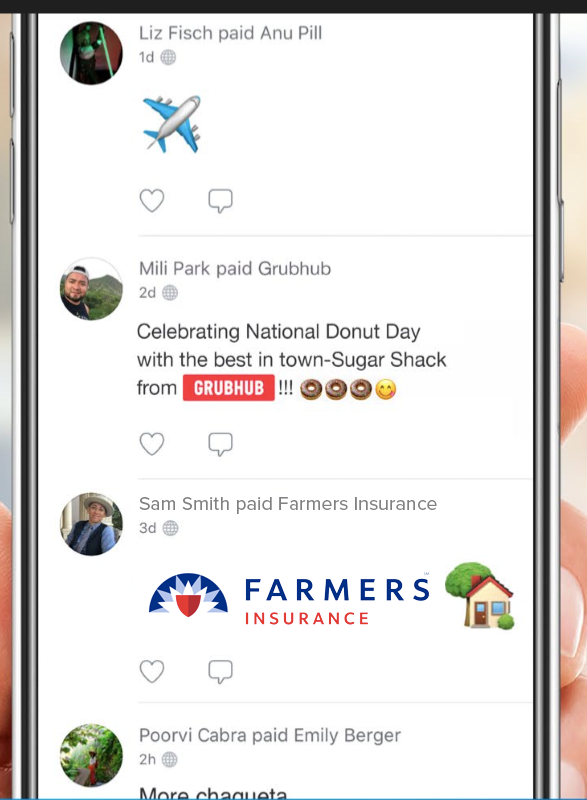 Liz Fisch paid Anu Pill
1d
Mili Park paid Grubhub
2d
Celebrating National Donut Day
with the best in town-Sugar Shack
from GRUBHUB !!!
Sam Smith paid Farmers Insurance
3d
FARMERS
INSURANCE
Poorvi Cabra paid Emily Berger
2h
More chaqueta